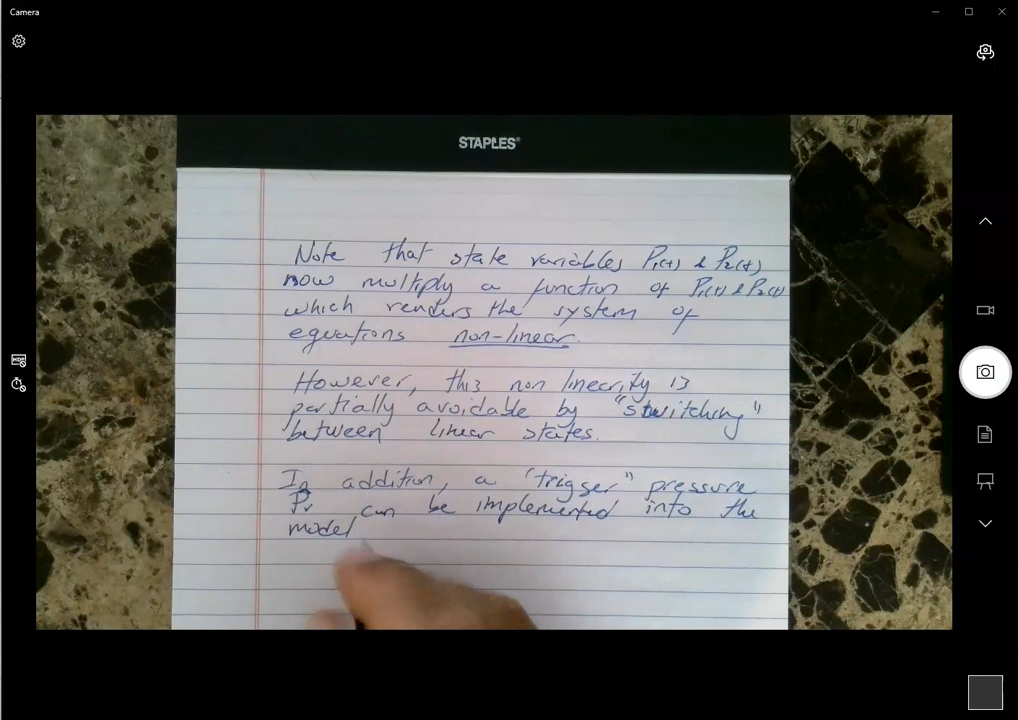 Camera
STAPLES®
Note that state variables P₁(t) & P₂(t)
now multiply a function of P₁(t) & P₂(t)
which renders the system of
equations non-linear.
However, this non linearity is
partially avoidable by "switching"
between linear states.
In addition, a "trigger" pressure
Pᵥ can be implemented into the
model